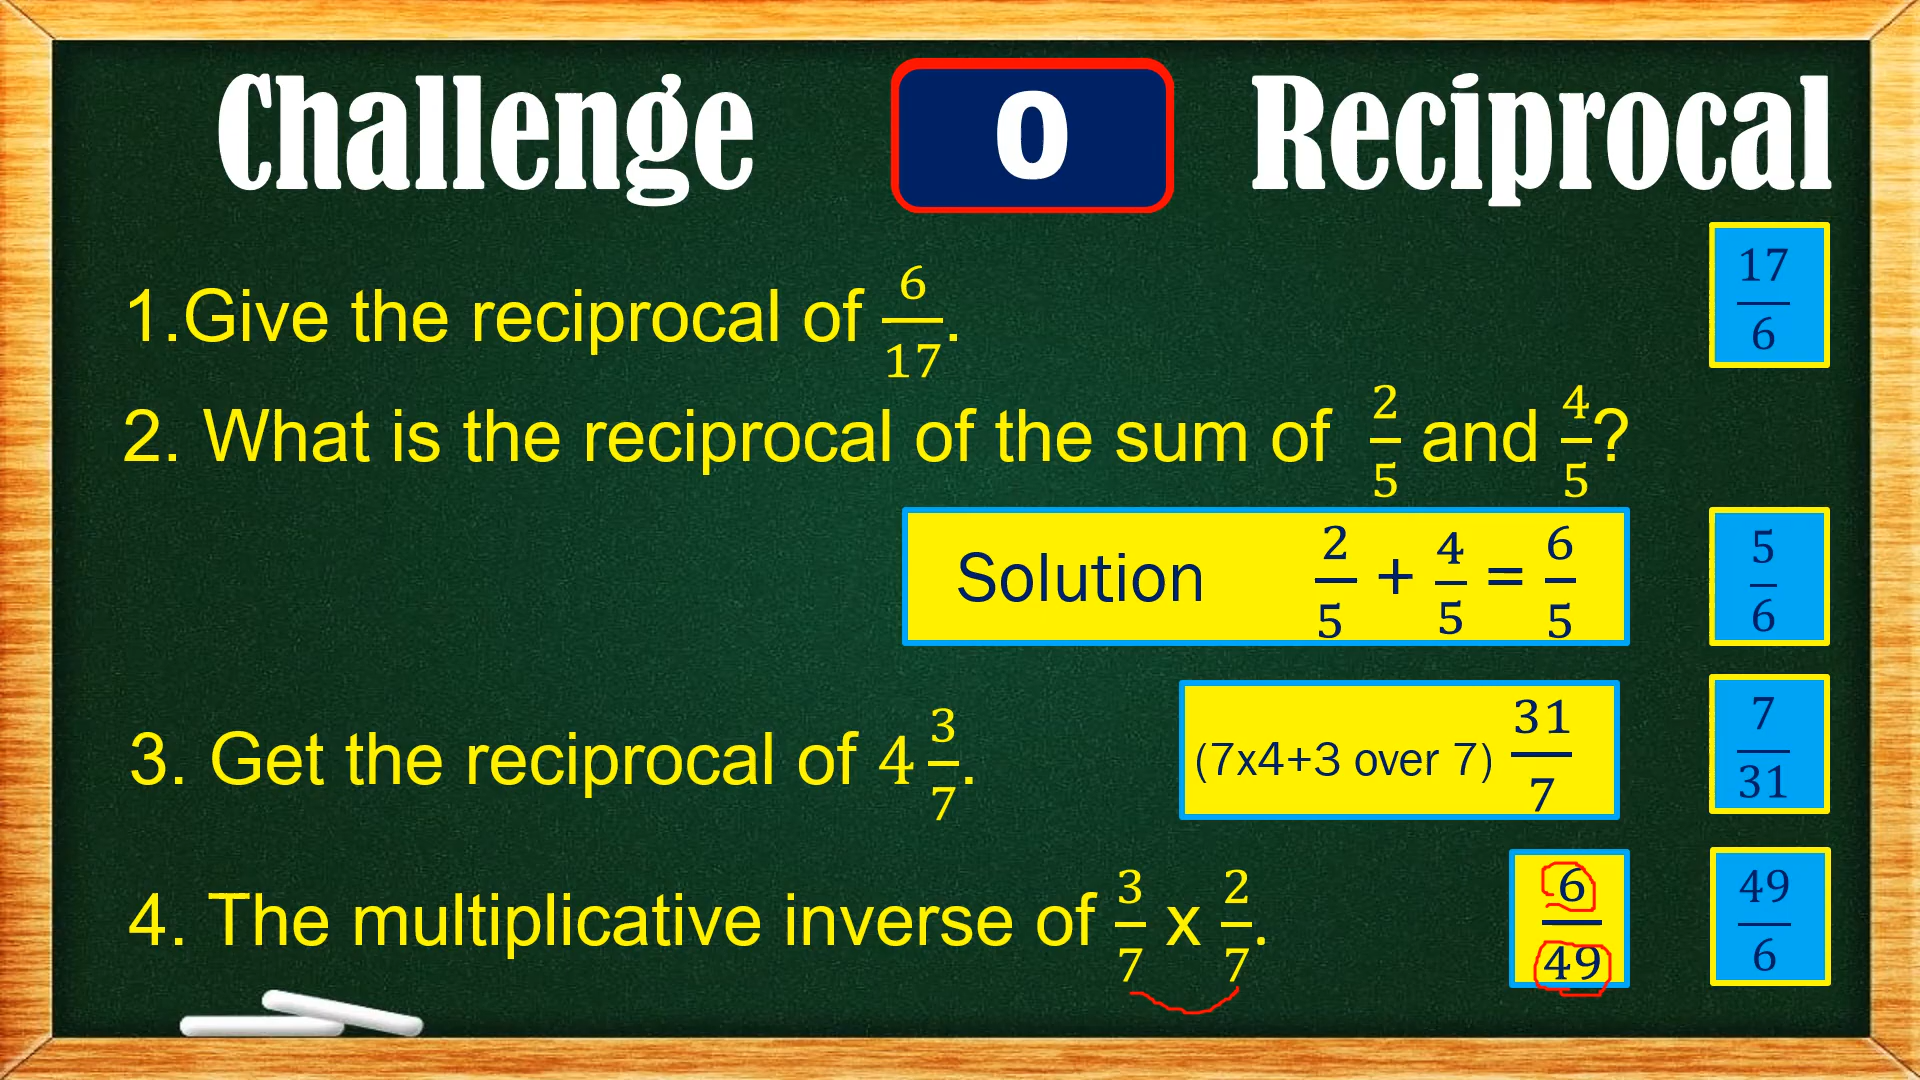 Challenge 0 Reciprocal
1.Give the reciprocal of 6/17. 17/6
2. What is the reciprocal of the sum of 2/5 and 4/5?
Solution 2/5 + 4/5 = 6/5 5/6
3. Get the reciprocal of 4 3/7. (7x4+3 over 7) 31/7 7/31
4. The multiplicative inverse of 3/7 x 2/7. 6/49 49/6